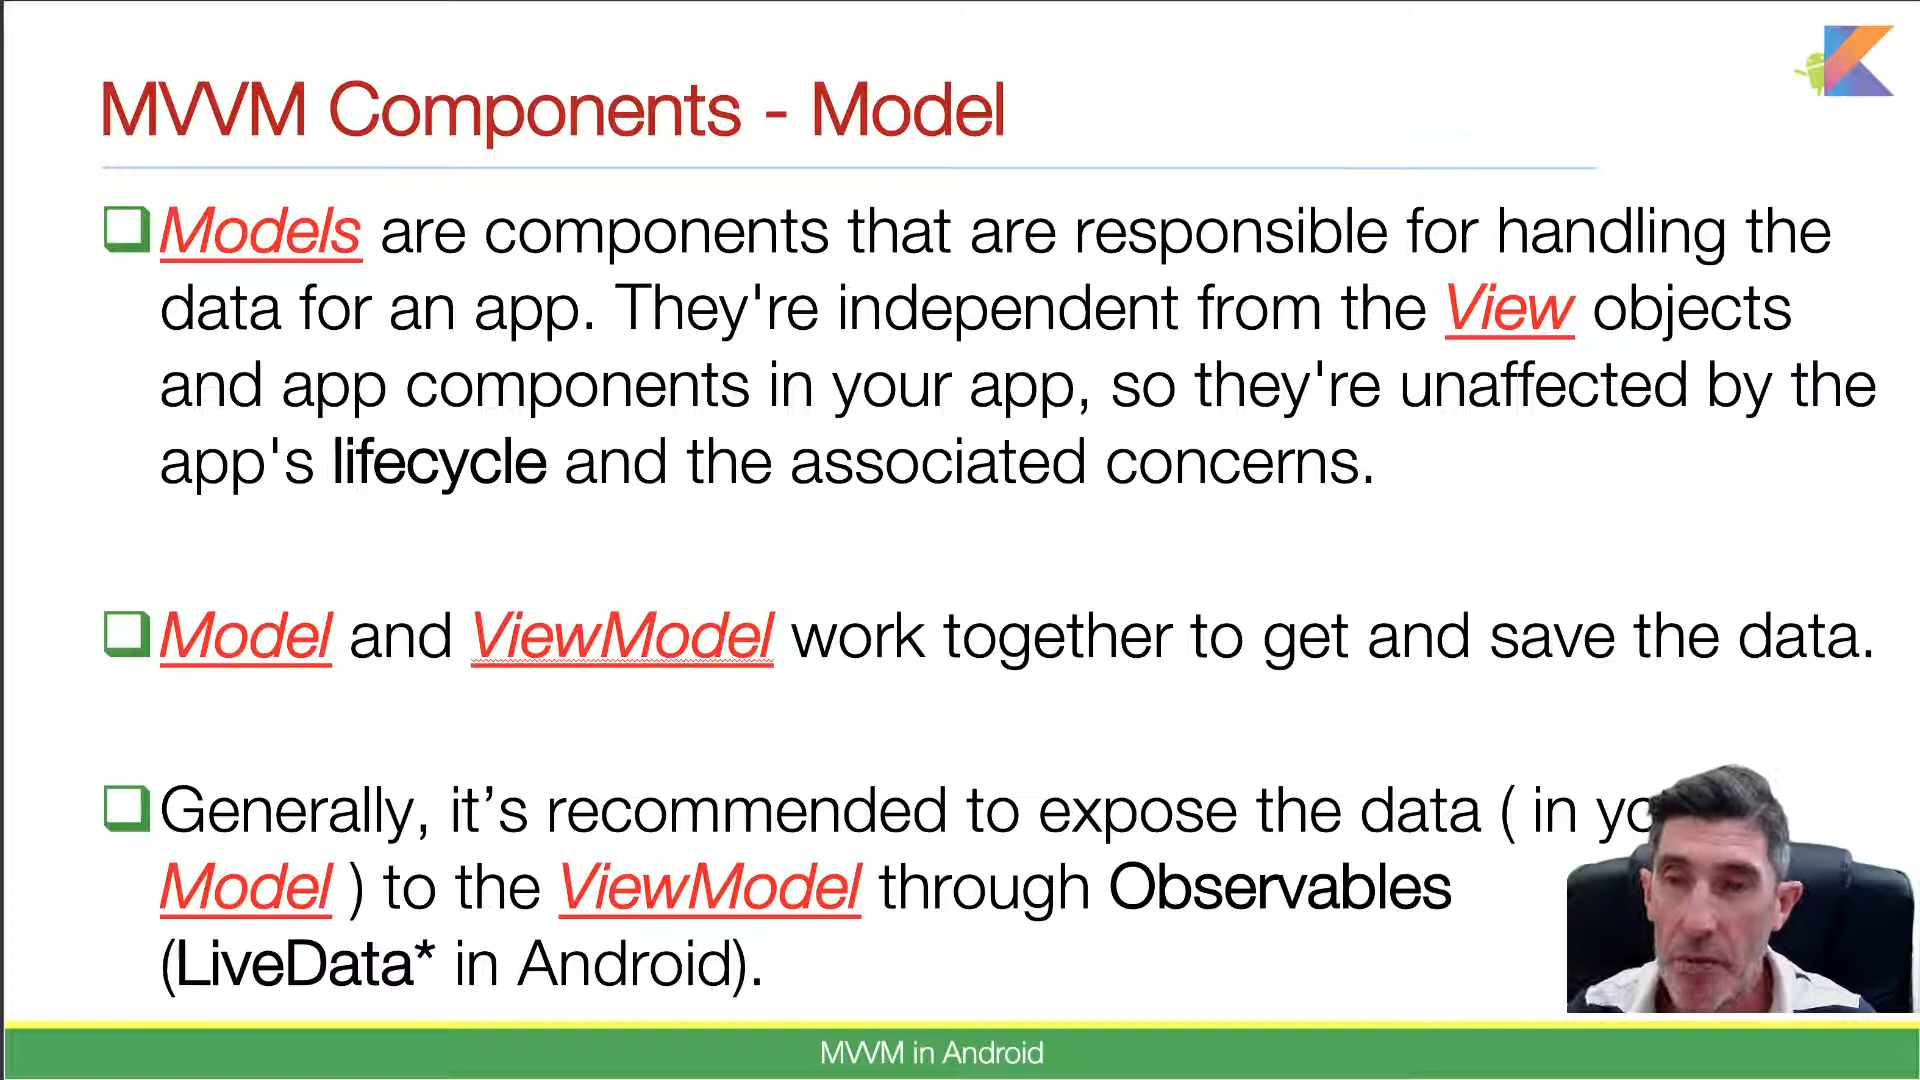 MVVM Components - Model
Models are components that are responsible for handling the
data for an app. They're independent from the View objects
and app components in your app, so they're unaffected by the
app's lifecycle and the associated concerns.
Model and ViewModel work together to get and save the data.
Generally, it’s recommended to expose the data ( in
Model ) to the ViewModel through Observables
(LiveData* in Android).
MVVM in Android